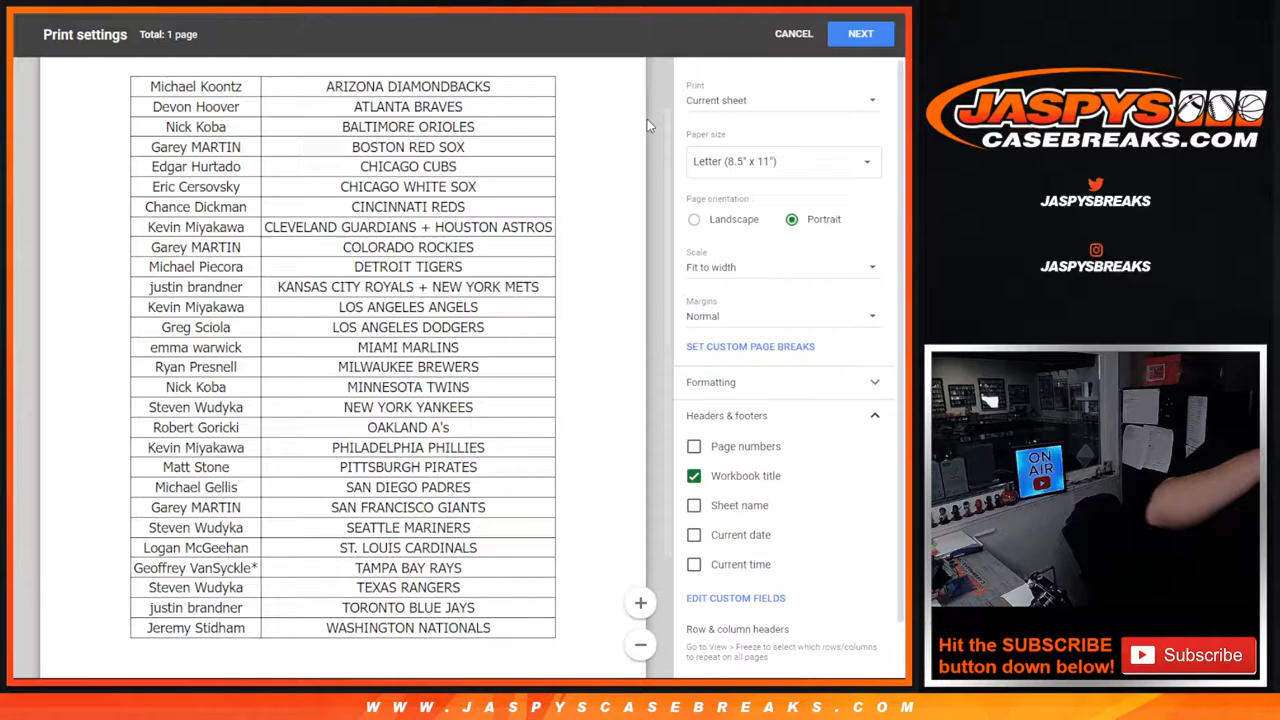 Print settings Total: 1 page CANCEL NEXT
Michael Koontz ARIZONA DIAMONDBACKS
Devon Hoover ATLANTA BRAVES
Nick Koba BALTIMORE ORIOLES
Garey MARTIN BOSTON RED SOX
Edgar Hurtado CHICAGO CUBS
Eric Cersovsky CHICAGO WHITE SOX
Chance Dickman CINCINNATI REDS
Kevin Miyakawa CLEVELAND GUARDIANS + HOUSTON ASTROS
Garey MARTIN COLORADO ROCKIES
Michael Piecora DETROIT TIGERS
justin brandner KANSAS CITY ROYALS + NEW YORK METS
Kevin Miyakawa LOS ANGELES ANGELS
Greg Sciola LOS ANGELES DODGERS
emma warwick MIAMI MARLINS
Ryan Presnell MILWAUKEE BREWERS
Nick Koba MINNESOTA TWINS
Steven Wudyka NEW YORK YANKEES
Robert Goricki OAKLAND A's
Kevin Miyakawa PHILADELPHIA PHILLIES
Matt Stone PITTSBURGH PIRATES
Michael Gellis SAN DIEGO PADRES
Garey MARTIN SAN FRANCISCO GIANTS
Steven Wudyka SEATTLE MARINERS
Logan McGeehan ST. LOUIS CARDINALS
Geoffrey VanSyckle* TAMPA BAY RAYS
Steven Wudyka TEXAS RANGERS
justin brandner TORONTO BLUE JAYS
Jeremy Stidham WASHINGTON NATIONALS
Print
Current sheet
Paper size
Letter (8.5" x 11")
Page orientation
Landscape Portrait
Scale
Fit to width
Margins
Normal
SET CUSTOM PAGE BREAKS
Formatting
Headers & footers
Page numbers
Workbook title
Sheet name
Current date
Current time
EDIT CUSTOM FIELDS
Row & column headers
Go to View > Freeze to select which rows/columns
to repeat on all pages
JASPYS
CASEBREAKS.COM
JASPYSBREAKS
JASPYSBREAKS
ON
AIR
Hit the SUBSCRIBE
button down below!
Subscribe
WWW.JASPYSCASEBREAKS.COM